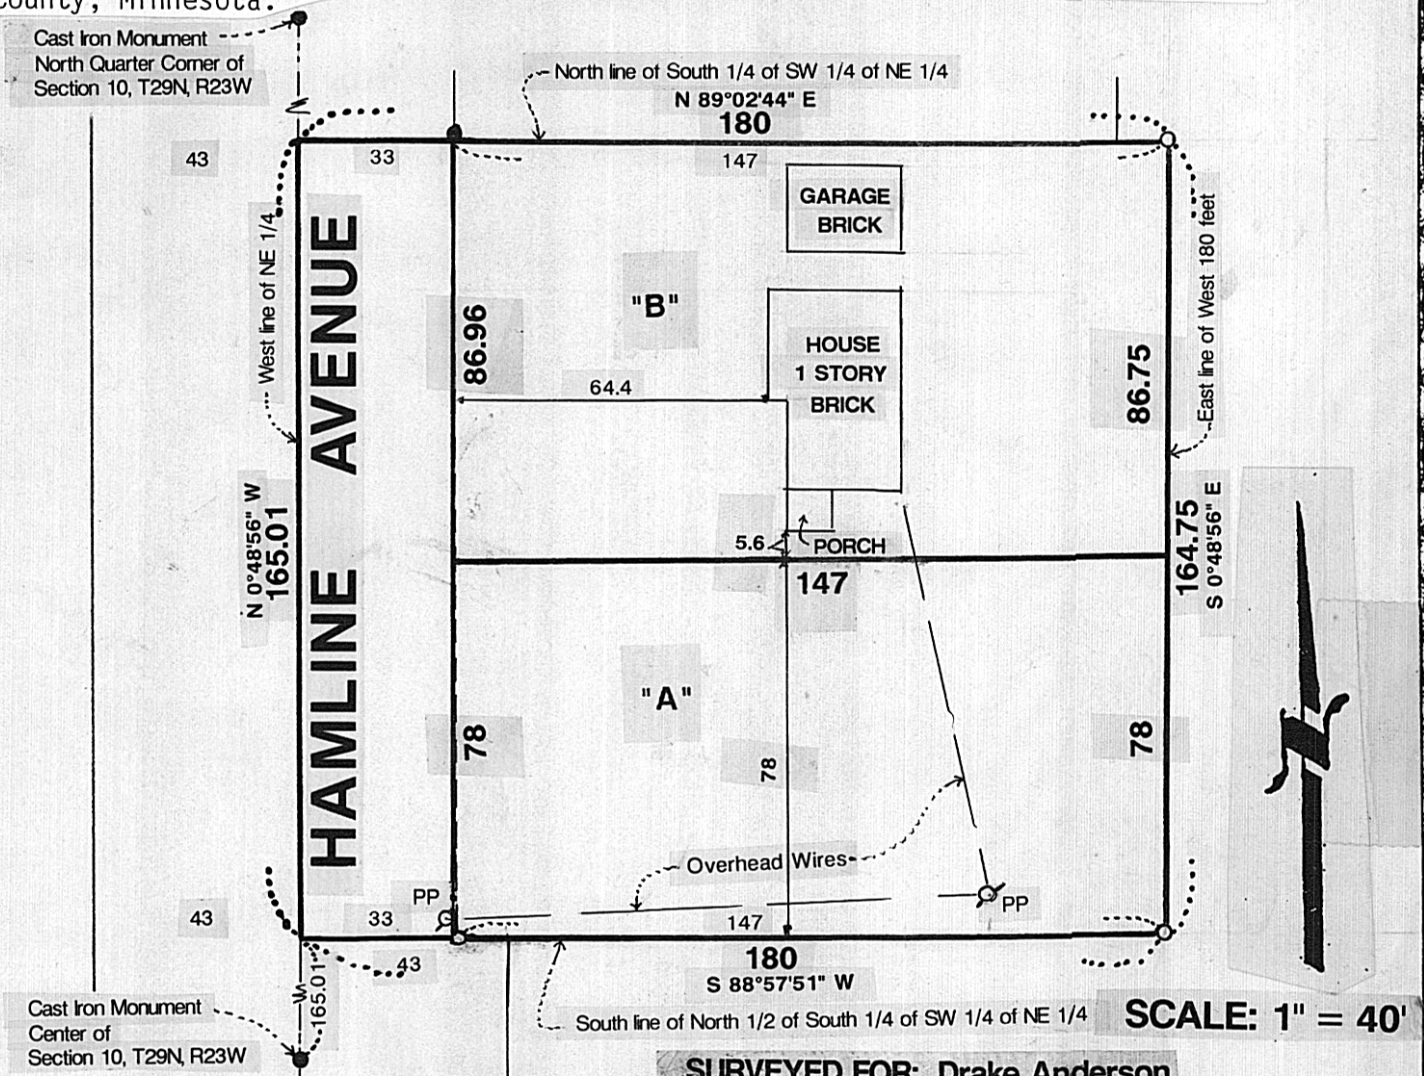 County, Minnesota.
Cast Iron Monument
North Quarter Corner of
Section 10, T29N, R23W
North line of South 1/4 of SW 1/4 of NE 1/4
N 89°02'44" E
180
43
33
147
GARAGE
BRICK
West line of NE 1/4
HAMLINE AVENUE
86.96
"B"
HOUSE
1 STORY
BRICK
64.4
86.75
East line of West 180 feet
N 0°48'56" W
165.01
5.6
PORCH
147
164.75
S 0°48'56" E
"A"
78
78
78
Overhead Wires
PP
PP
43
33
147
43
180
S 88°57'51" W
165.01
Cast Iron Monument
Center of
Section 10, T29N, R23W
South line of North 1/2 of South 1/4 of SW 1/4 of NE 1/4
SCALE: 1" = 40'
SURVEYED FOR: Drake Anderson